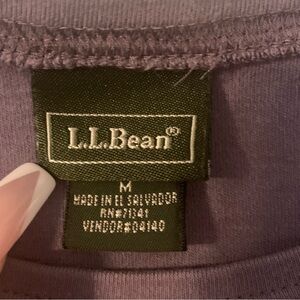 L.L.Bean®
M
MADE IN EL SALVADOR
RN#71341
VENDOR#04140